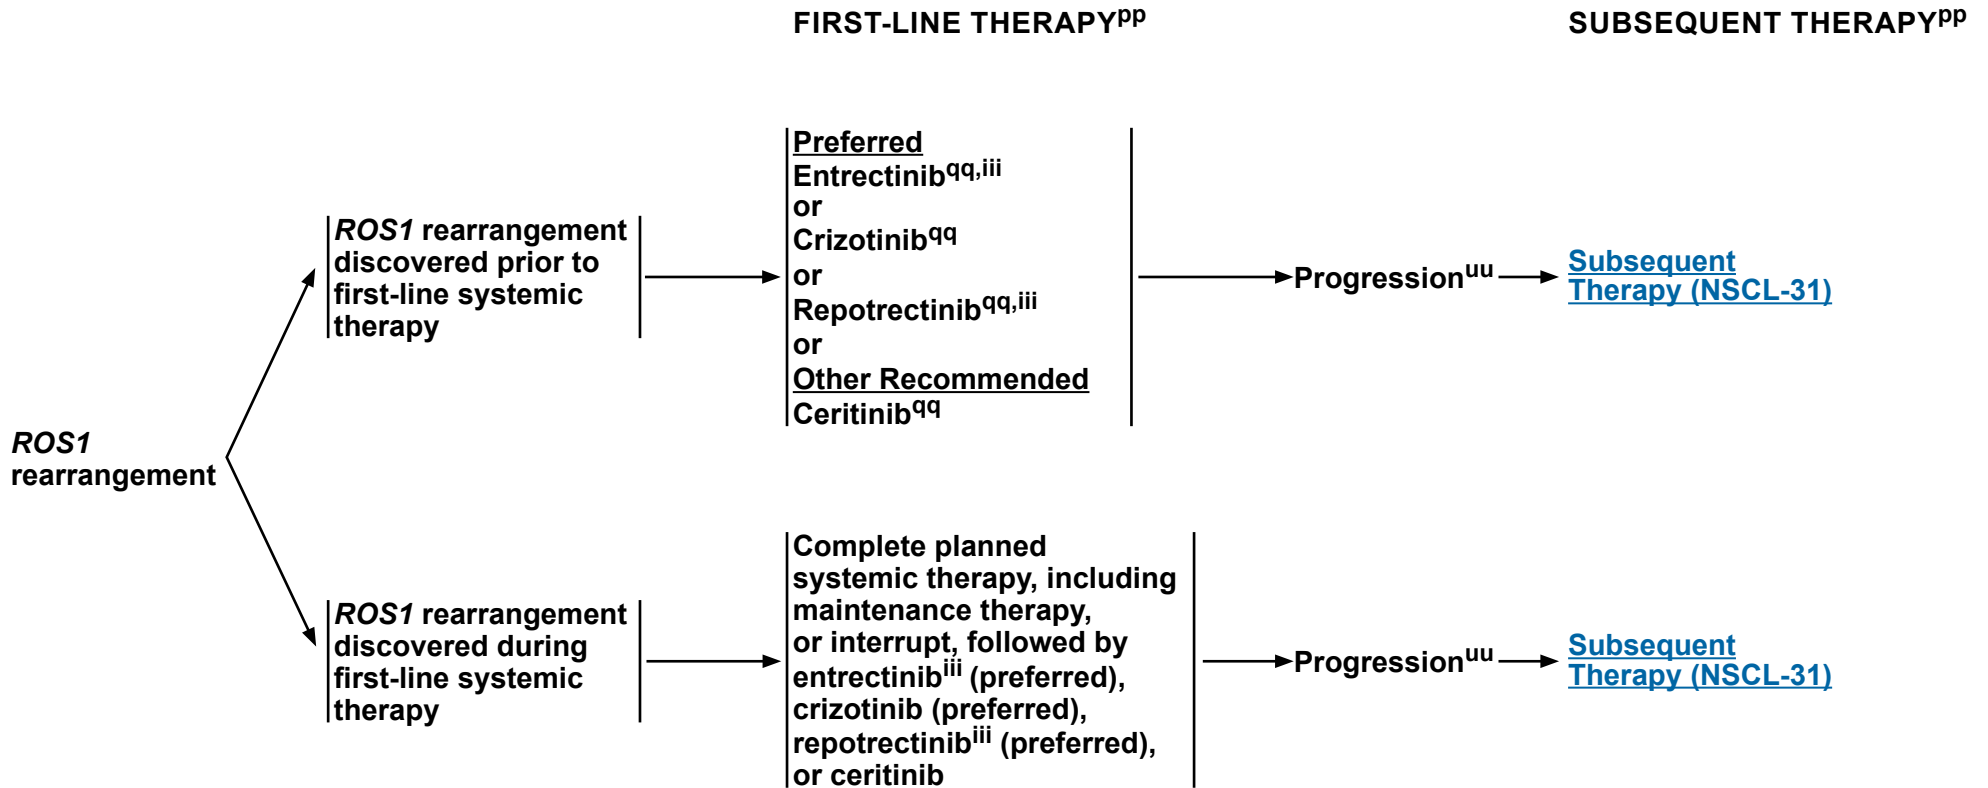 FIRST-LINE THERAPYpp
SUBSEQUENT THERAPYpp
ROS1
rearrangement
ROS1 rearrangement
discovered prior to
first-line systemic
therapy
Preferred
Entrectinibqq,iii
or
Crizotinibqq
or
Repotrectinibqq,iii
or
Other Recommended
Ceritinibqq
Progressionuu
Subsequent
Therapy (NSCL-31)
ROS1 rearrangement
discovered during
first-line systemic
therapy
Complete planned
systemic therapy, including
maintenance therapy,
or interrupt, followed by
entrectinibiii (preferred),
crizotinib (preferred),
repotrectinibiii (preferred),
or ceritinib
Progressionuu
Subsequent
Therapy (NSCL-31)